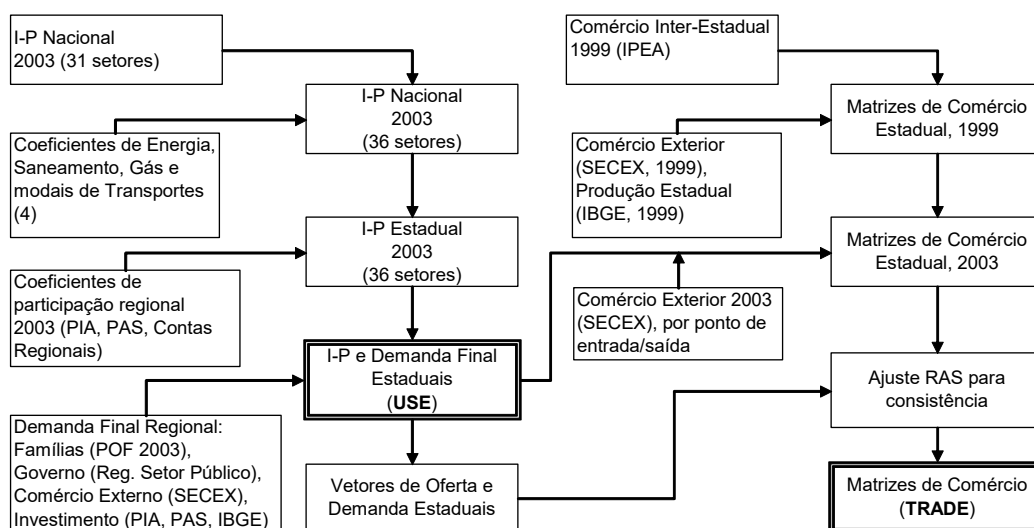 I-P Nacional
2003 (31 setores)
I-P Nacional
2003
(36 setores)
Coeficientes de Energia,
Saneamento, Gás e
modais de Transportes
(4)
I-P Estadual
2003
(36 setores)
Coeficientes de
participação regional
2003 (PIA, PAS, Contas
Regionais)
I-P e Demanda Final
Estaduais
(USE)
Demanda Final Regional:
Famílias (POF 2003),
Governo (Reg. Setor Público),
Comércio Externo (SECEX),
Investimento (PIA, PAS, IBGE)
Vetores de Oferta e
Demanda Estaduais
Comércio Inter-Estadual
1999 (IPEA)
Matrizes de Comércio
Estadual, 1999
Comércio Exterior
(SECEX, 1999),
Produção Estadual
(IBGE, 1999)
Matrizes de Comércio
Estadual, 2003
Comércio Exterior 2003
(SECEX), por ponto de
entrada/saída
Ajuste RAS para
consistência
Matrizes de Comércio
(TRADE)